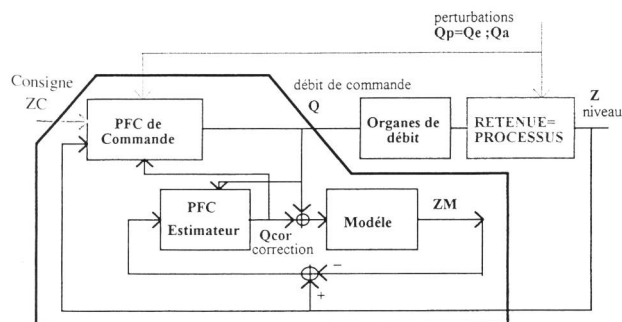 perturbations
Qp=Qe ;Qa
Consigne
ZC
débit de commande
Q
Z
niveau
PFC de
Commande
Organes de
débit
RETENUE=
PROCESSUS
PFC
Estimateur
Qcor
correction
Modéle
ZM
−
+